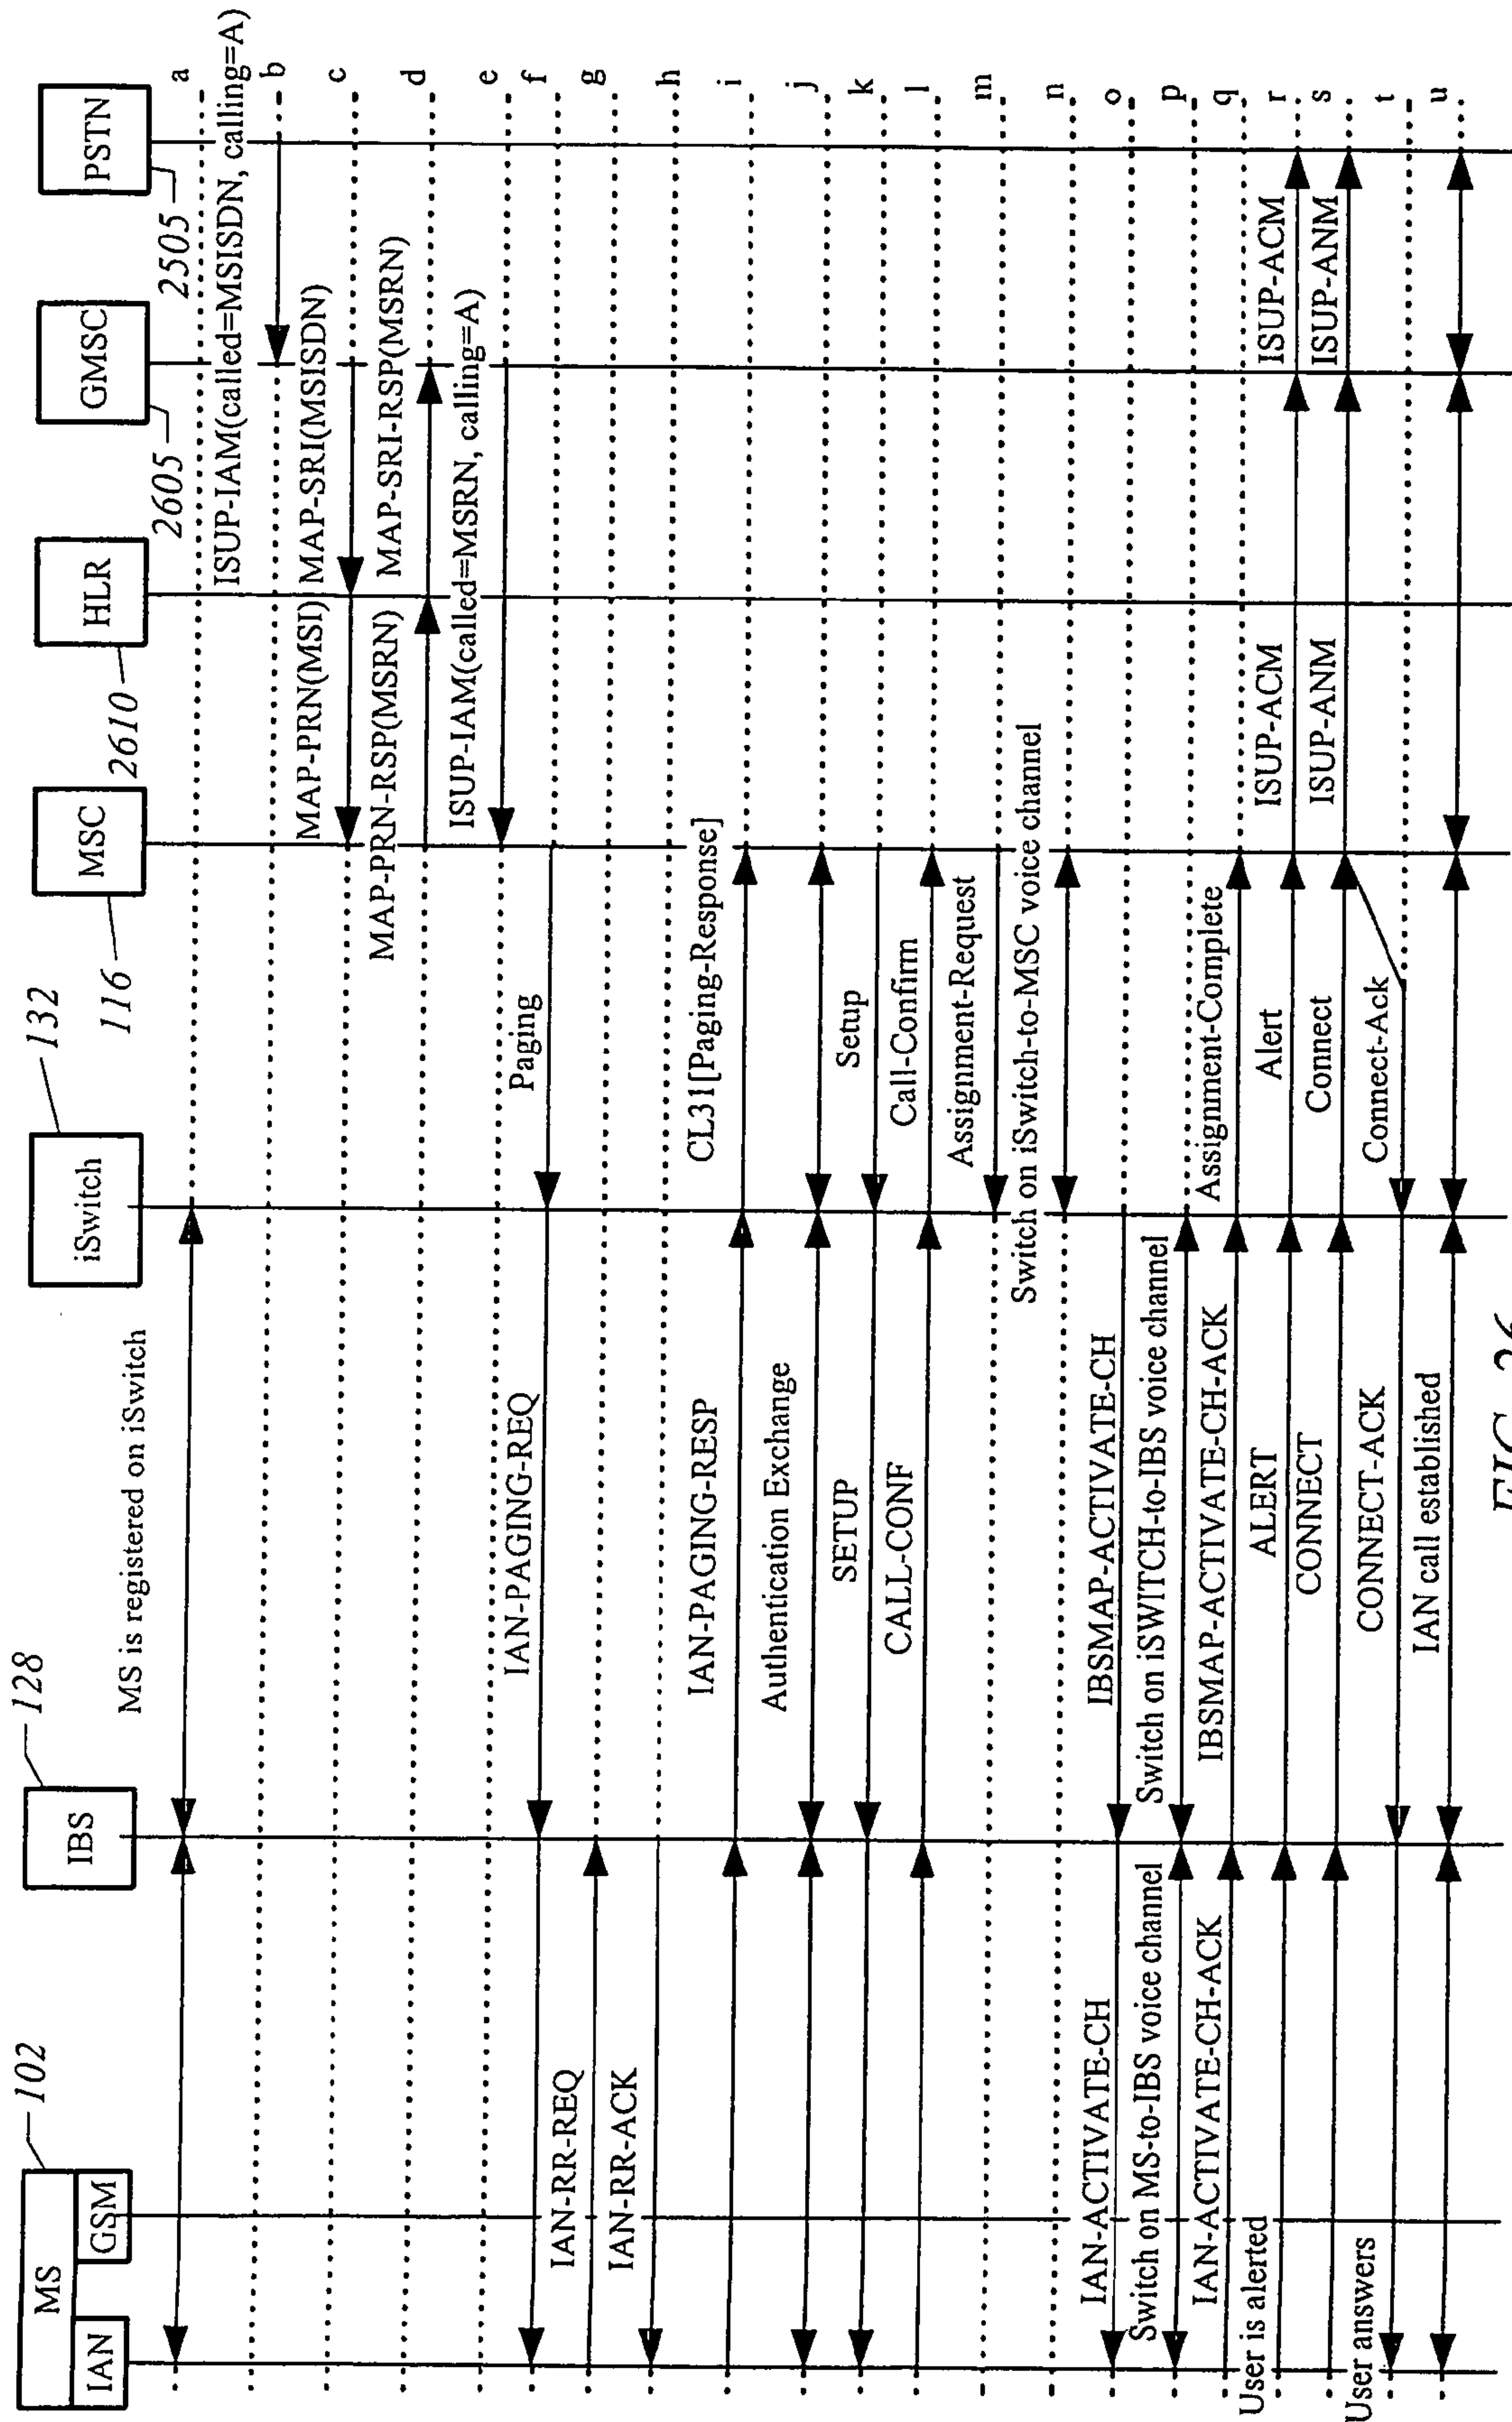 MS
IAN
GSM
102
IBS
128
iSwitch
132
MSC
116
HLR
2610
GMSC
2605
PSTN
2505
a
MS is registered on iSwitch
ISUP-IAM(called=MSISDN, calling=A)
b
MAP-PRN(MSI)
MAP-SRI(MSISDN)
c
MAP-PRN-RSP(MSRN)
MAP-SRI-RSP(MSRN)
d
ISUP-IAM(called=MSRN, calling=A)
e
IAN-PAGING-REQ
Paging
f
IAN-RR-REQ
g
IAN-RR-ACK
h
IAN-PAGING-RESP
CL31[Paging-Response]
i
Authentication Exchange
j
SETUP
Setup
k
CALL-CONF
Call-Confirm
l
Assignment-Request
m
Switch on iSwitch-to-MSC voice channel
n
IAN-ACTIVATE-CH
IBSMAP-ACTIVATE-CH
o
Switch on MS-to-IBS voice channel
Switch on iSWITCH-to-IBS voice channel
p
IAN-ACTIVATE-CH-ACK
IBSMAP-ACTIVATE-CH-ACK
Assignment-Complete
q
User is alerted
ALERT
Alert
ISUP-ACM
ISUP-ACM
r
CONNECT
Connect
ISUP-ANM
ISUP-ANM
s
User answers
CONNECT-ACK
Connect-Ack
t
IAN call established
u
FIG. 26